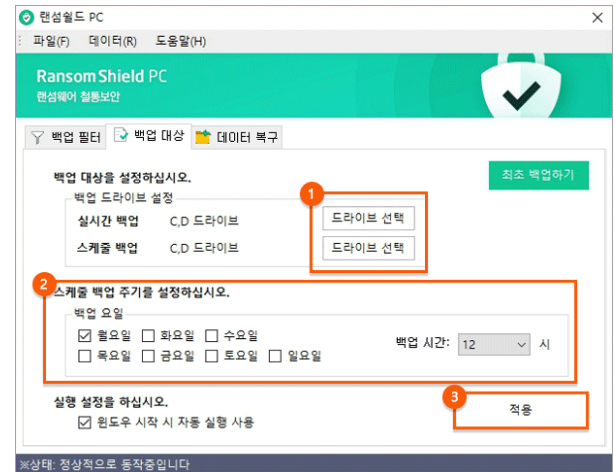 랜섬쉴드 PC
파일(F) 데이터(R) 도움말(H)
RansomShield PC
랜섬웨어 철통보안
백업 필터 백업 대상 데이터 복구
백업 대상을 설정하십시오. 최초 백업하기
백업 드라이브 설정 1
실시간 백업 C,D 드라이브 드라이브 선택
스케줄 백업 C,D 드라이브 드라이브 선택
2
스케줄 백업 주기를 설정하십시오.
백업 요일
월요일 화요일 수요일 백업 시간: 12 시
목요일 금요일 토요일 일요일
3
실행 설정을 하십시오. 적용
윈도우 시작 시 자동 실행 사용
※상태: 정상적으로 동작중입니다